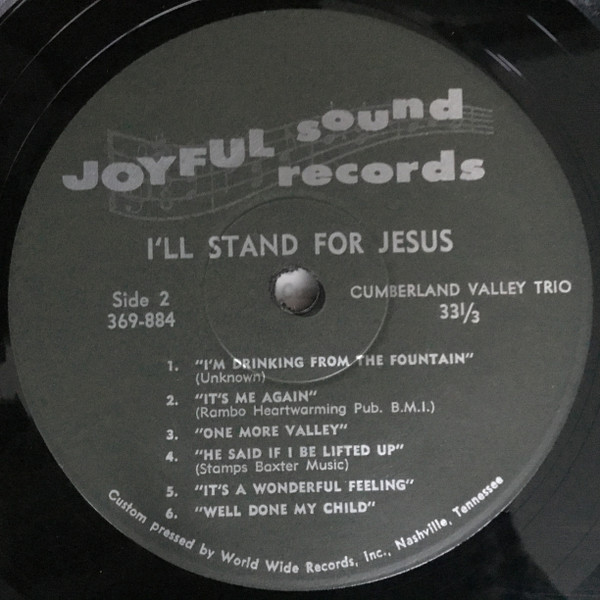 JOYFUL sound
records
I'LL STAND FOR JESUS
Side 2
369-884
CUMBERLAND VALLEY TRIO
33⅓
1. "I'M DRINKING FROM THE FOUNTAIN"
(Unknown)
2. "IT'S ME AGAIN"
(Rambo Heartwarming Pub. B.M.I.)
3. "ONE MORE VALLEY"
4. "HE SAID IF I BE LIFTED UP"
(Stamps Baxter Music)
5. "IT'S A WONDERFUL FEELING"
6. "WELL DONE MY CHILD"
Custom pressed by World Wide Records, Inc., Nashville, Tennessee